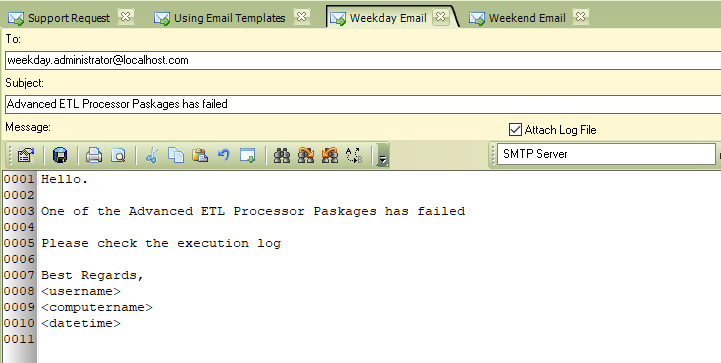 Support Request Using Email Templates Weekday Email Weekend Email
To:
weekday.administrator@localhost.com
Subject:
Advanced ETL Processor Paskages has failed
Message:
Attach Log File
SMTP Server
0001 Hello.
0002
0003 One of the Advanced ETL Processor Paskages has failed
0004
0005 Please check the execution log
0006
0007 Best Regards,
0008 <username>
0009 <computername>
0010 <datetime>
0011